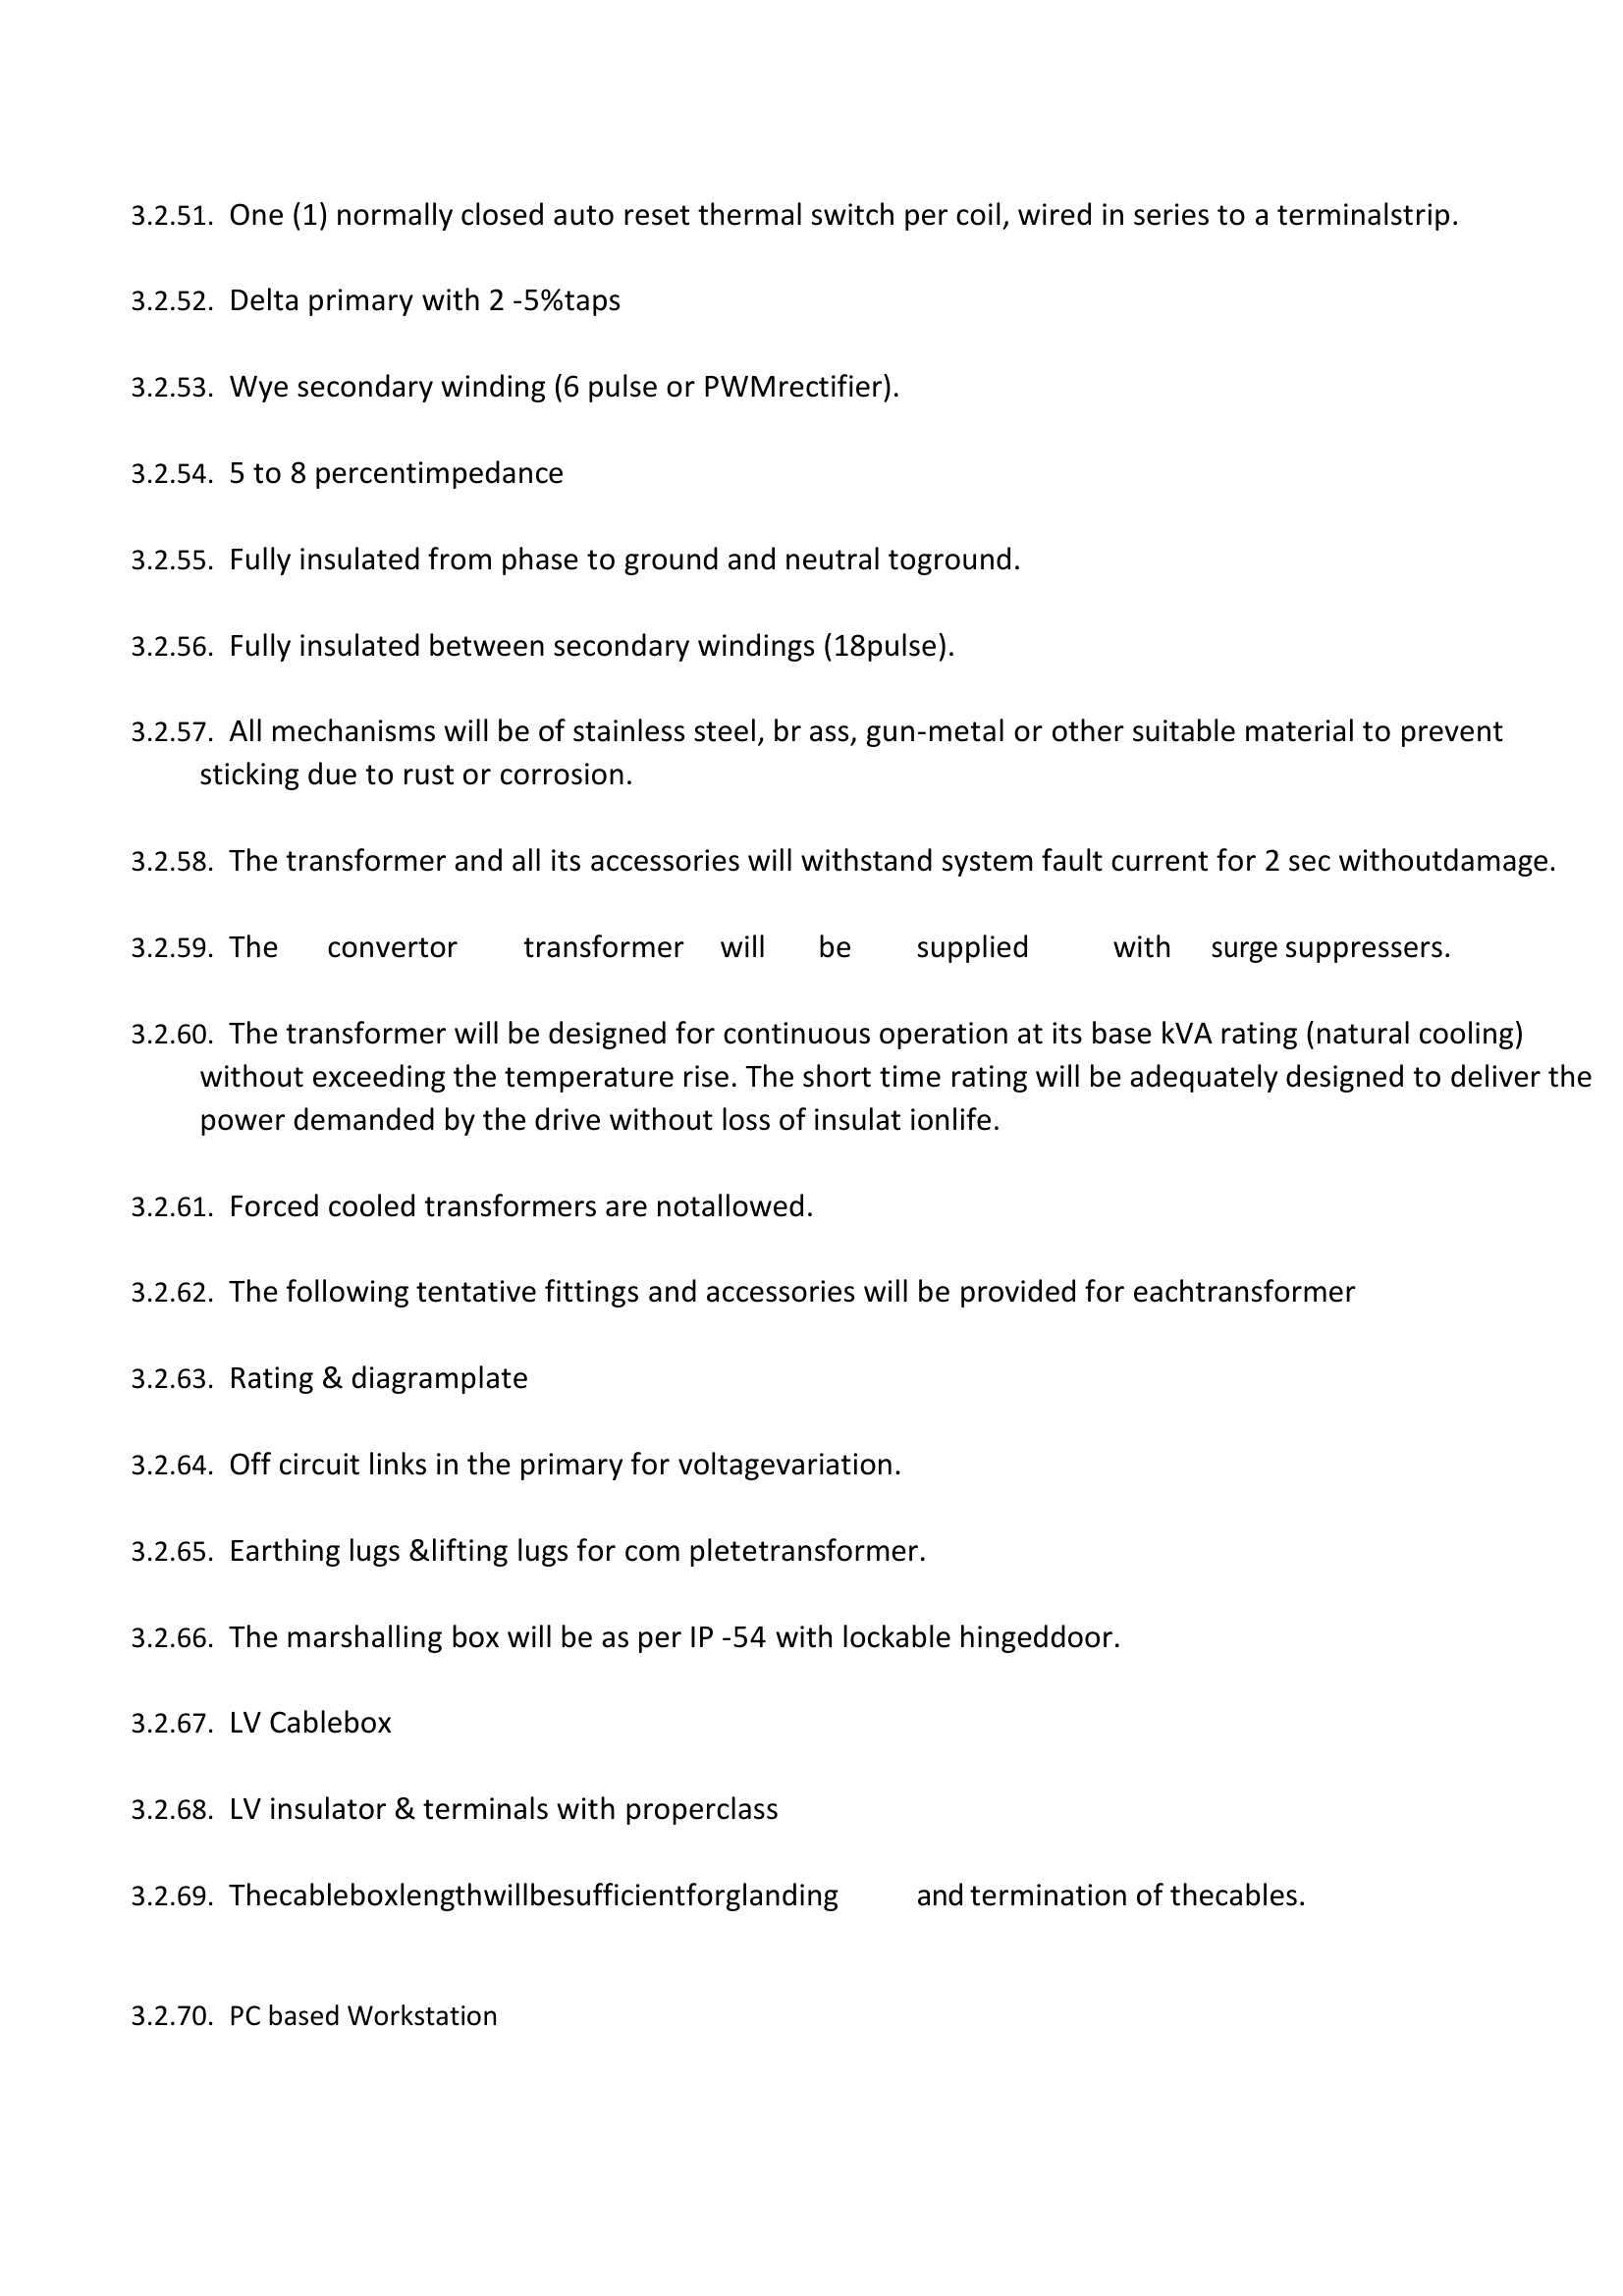 3.2.51. One (1) normally closed auto reset thermal switch per coil, wired in series to a terminalstrip.
3.2.52. Delta primary with 2 -5%taps
3.2.53. Wye secondary winding (6 pulse or PWMrectifier).
3.2.54. 5 to 8 percentimpedance
3.2.55. Fully insulated from phase to ground and neutral toground.
3.2.56. Fully insulated between secondary windings (18pulse).
3.2.57. All mechanisms will be of stainless steel, br ass, gun-metal or other suitable material to prevent
sticking due to rust or corrosion.
3.2.58. The transformer and all its accessories will withstand system fault current for 2 sec withoutdamage.
3.2.59. The convertor transformer will be supplied with surge suppressers.
3.2.60. The transformer will be designed for continuous operation at its base kVA rating (natural cooling)
without exceeding the temperature rise. The short time rating will be adequately designed to deliver the
power demanded by the drive without loss of insulat ionlife.
3.2.61. Forced cooled transformers are notallowed.
3.2.62. The following tentative fittings and accessories will be provided for eachtransformer
3.2.63. Rating & diagramplate
3.2.64. Off circuit links in the primary for voltagevariation.
3.2.65. Earthing lugs &lifting lugs for com pletetransformer.
3.2.66. The marshalling box will be as per IP -54 with lockable hingeddoor.
3.2.67. LV Cablebox
3.2.68. LV insulator & terminals with properclass
3.2.69. Thecableboxlengthwillbesufficientforglanding and termination of thecables.
3.2.70. PC based Workstation